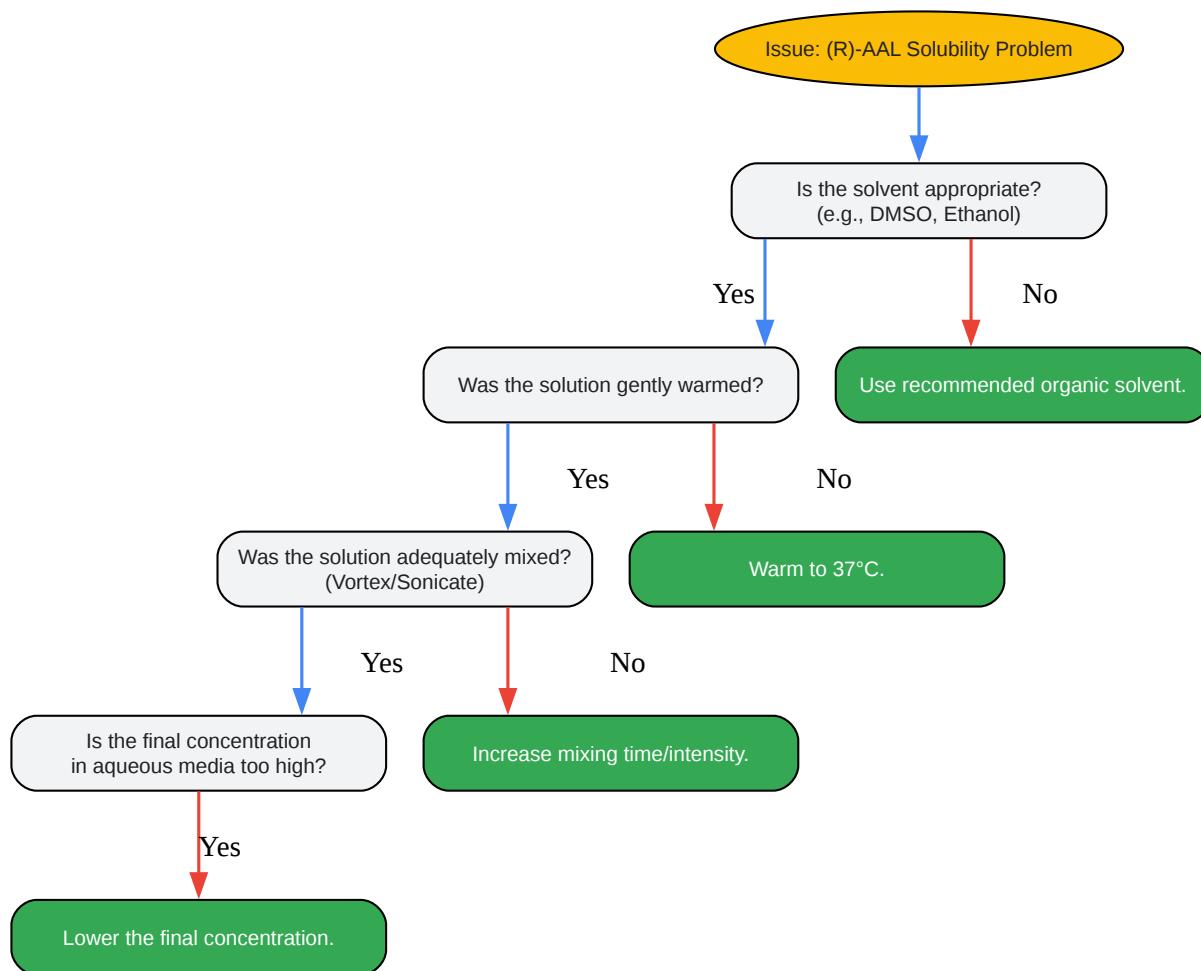 Issue: (R)-AAL Solubility Problem
Is the solvent appropriate?
(e.g., DMSO, Ethanol)
Yes
No
Was the solution gently warmed?
Use recommended organic solvent.
Yes
No
Was the solution adequately mixed?
(Vortex/Sonicate)
Warm to 37°C.
Yes
No
Is the final concentration
in aqueous media too high?
Increase mixing time/intensity.
Yes
Lower the final concentration.